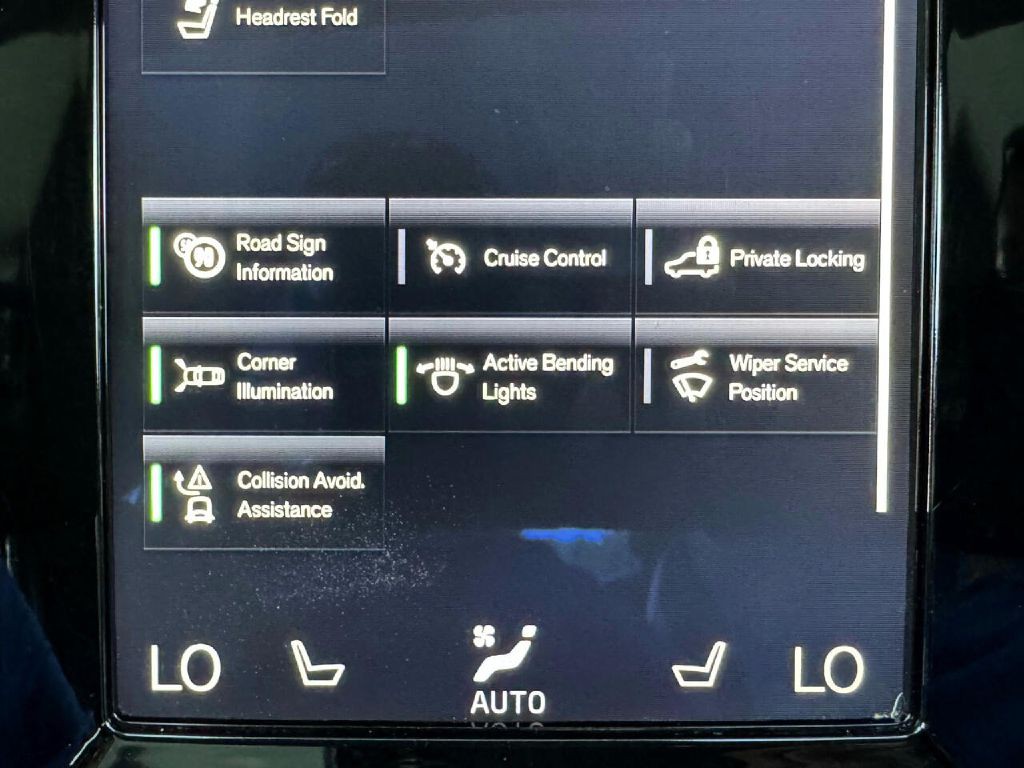 Headrest Fold
Road Sign
Information
90
Cruise Control
Private Locking
Corner
Illumination
Active Bending
Lights
Wiper Service
Position
Collision Avoid.
Assistance
LO
AUTO
LO